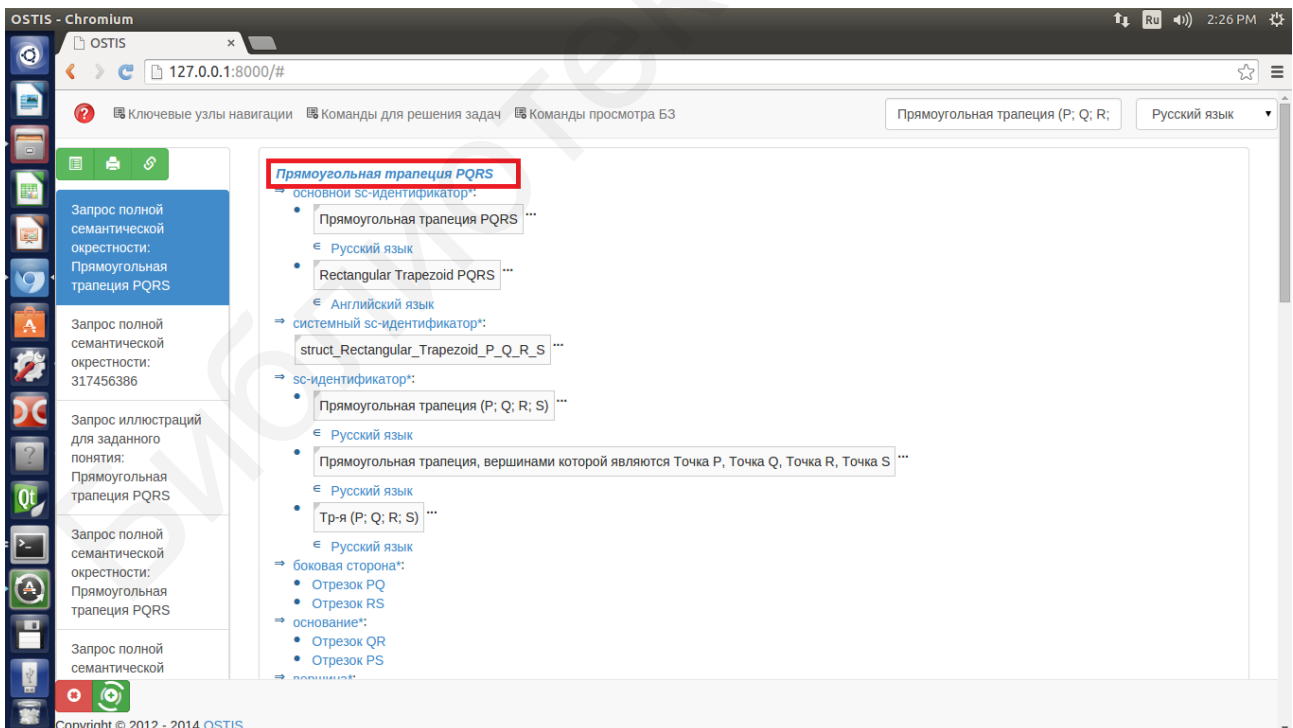 OSTIS - Chromium
Ru 2:26 PM
OSTIS ×
127.0.0.1:8000/#
Ключевые узлы навигации Команды для решения задач Команды просмотра БЗ Прямоугольная трапеция (P; Q; R; Русский язык
Запрос полной
семантической
окрестности:
Прямоугольная
трапеция PQRS
Запрос полной
семантической
окрестности:
317456386
Запрос иллюстраций
для заданного
понятия:
Прямоугольная
трапеция PQRS
Запрос полной
семантической
окрестности:
Прямоугольная
трапеция PQRS
Запрос полной
семантической
Прямоугольная трапеция PQRS
⇒ основной sc-идентификатор*:
• Прямоугольная трапеция PQRS ...
∈ Русский язык
• Rectangular Trapezoid PQRS ...
∈ Английский язык
⇒ системный sc-идентификатор*:
struct_Rectangular_Trapezoid_P_Q_R_S ...
⇒ sc-идентификатор*:
• Прямоугольная трапеция (P; Q; R; S) ...
∈ Русский язык
• Прямоугольная трапеция, вершинами которой являются Точка P, Точка Q, Точка R, Точка S ...
∈ Русский язык
• Тр-я (P; Q; R; S) ...
∈ Русский язык
⇒ боковая сторона*:
• Отрезок PQ
• Отрезок RS
⇒ основание*:
• Отрезок QR
• Отрезок PS
⇒ вершина*:
Copyright © 2012 - 2014 OSTIS
Библиотек